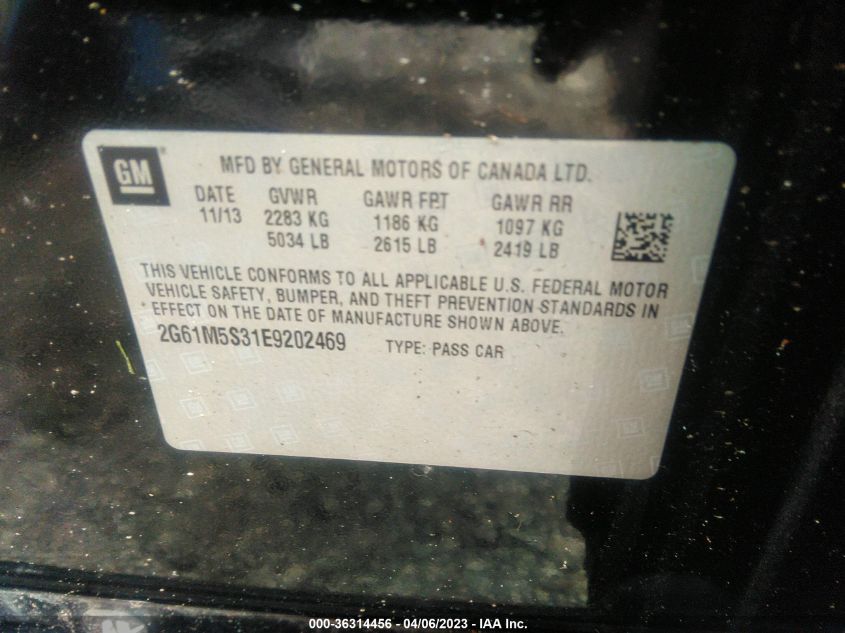 GM
MFD BY GENERAL MOTORS OF CANADA LTD.
DATE GVWR GAWR FRT GAWR RR
11/13 2283 KG 1186 KG 1097 KG
5034 LB 2615 LB 2419 LB
THIS VEHICLE CONFORMS TO ALL APPLICABLE U.S. FEDERAL MOTOR
VEHICLE SAFETY, BUMPER, AND THEFT PREVENTION STANDARDS IN
EFFECT ON THE DATE OF MANUFACTURE SHOWN ABOVE.
2G61M5S31E9202469 TYPE: PASS CAR
000-36314456 - 04/06/2023 - IAA Inc.